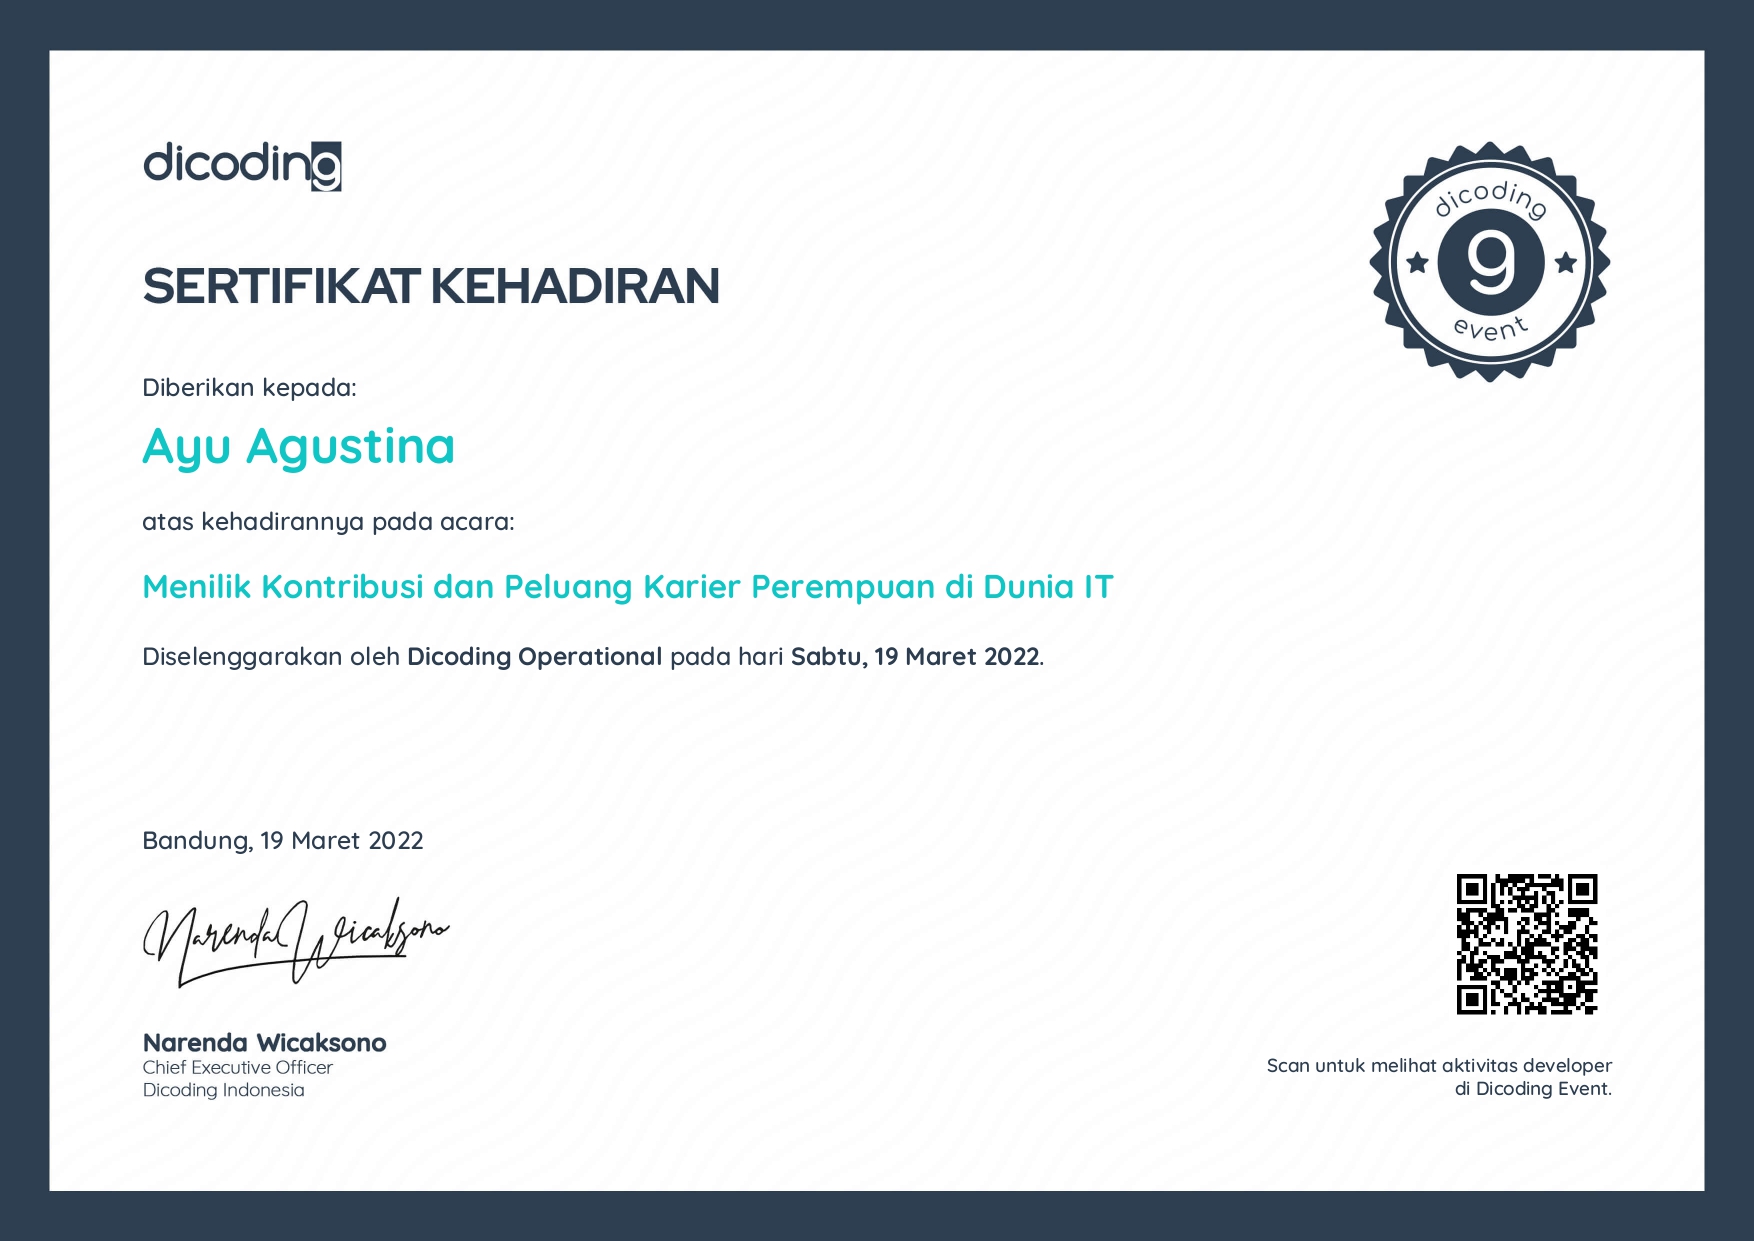 dicoding
dicoding
g
event
SERTIFIKAT KEHADIRAN
Diberikan kepada:
Ayu Agustina
atas kehadirannya pada acara:
Menilik Kontribusi dan Peluang Karier Perempuan di Dunia IT
Diselenggarakan oleh Dicoding Operational pada hari Sabtu, 19 Maret 2022.
Bandung, 19 Maret 2022
Narenda Wicaksono
Narenda Wicaksono
Chief Executive Officer
Dicoding Indonesia
Scan untuk melihat aktivitas developer
di Dicoding Event.